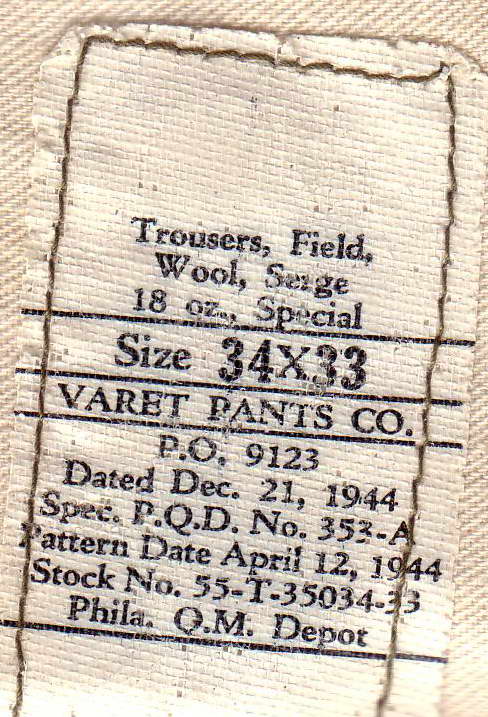 Trousers, Field,
Wool, Serge
18 oz., Special
Size 34X33
VARET PANTS CO.
P.O. 9123
Dated Dec. 21, 1944
Spec. P.Q.D. No. 353-A
Pattern Date April 12, 1944
Stock No. 55-T-35034-33
Phila. Q.M. Depot